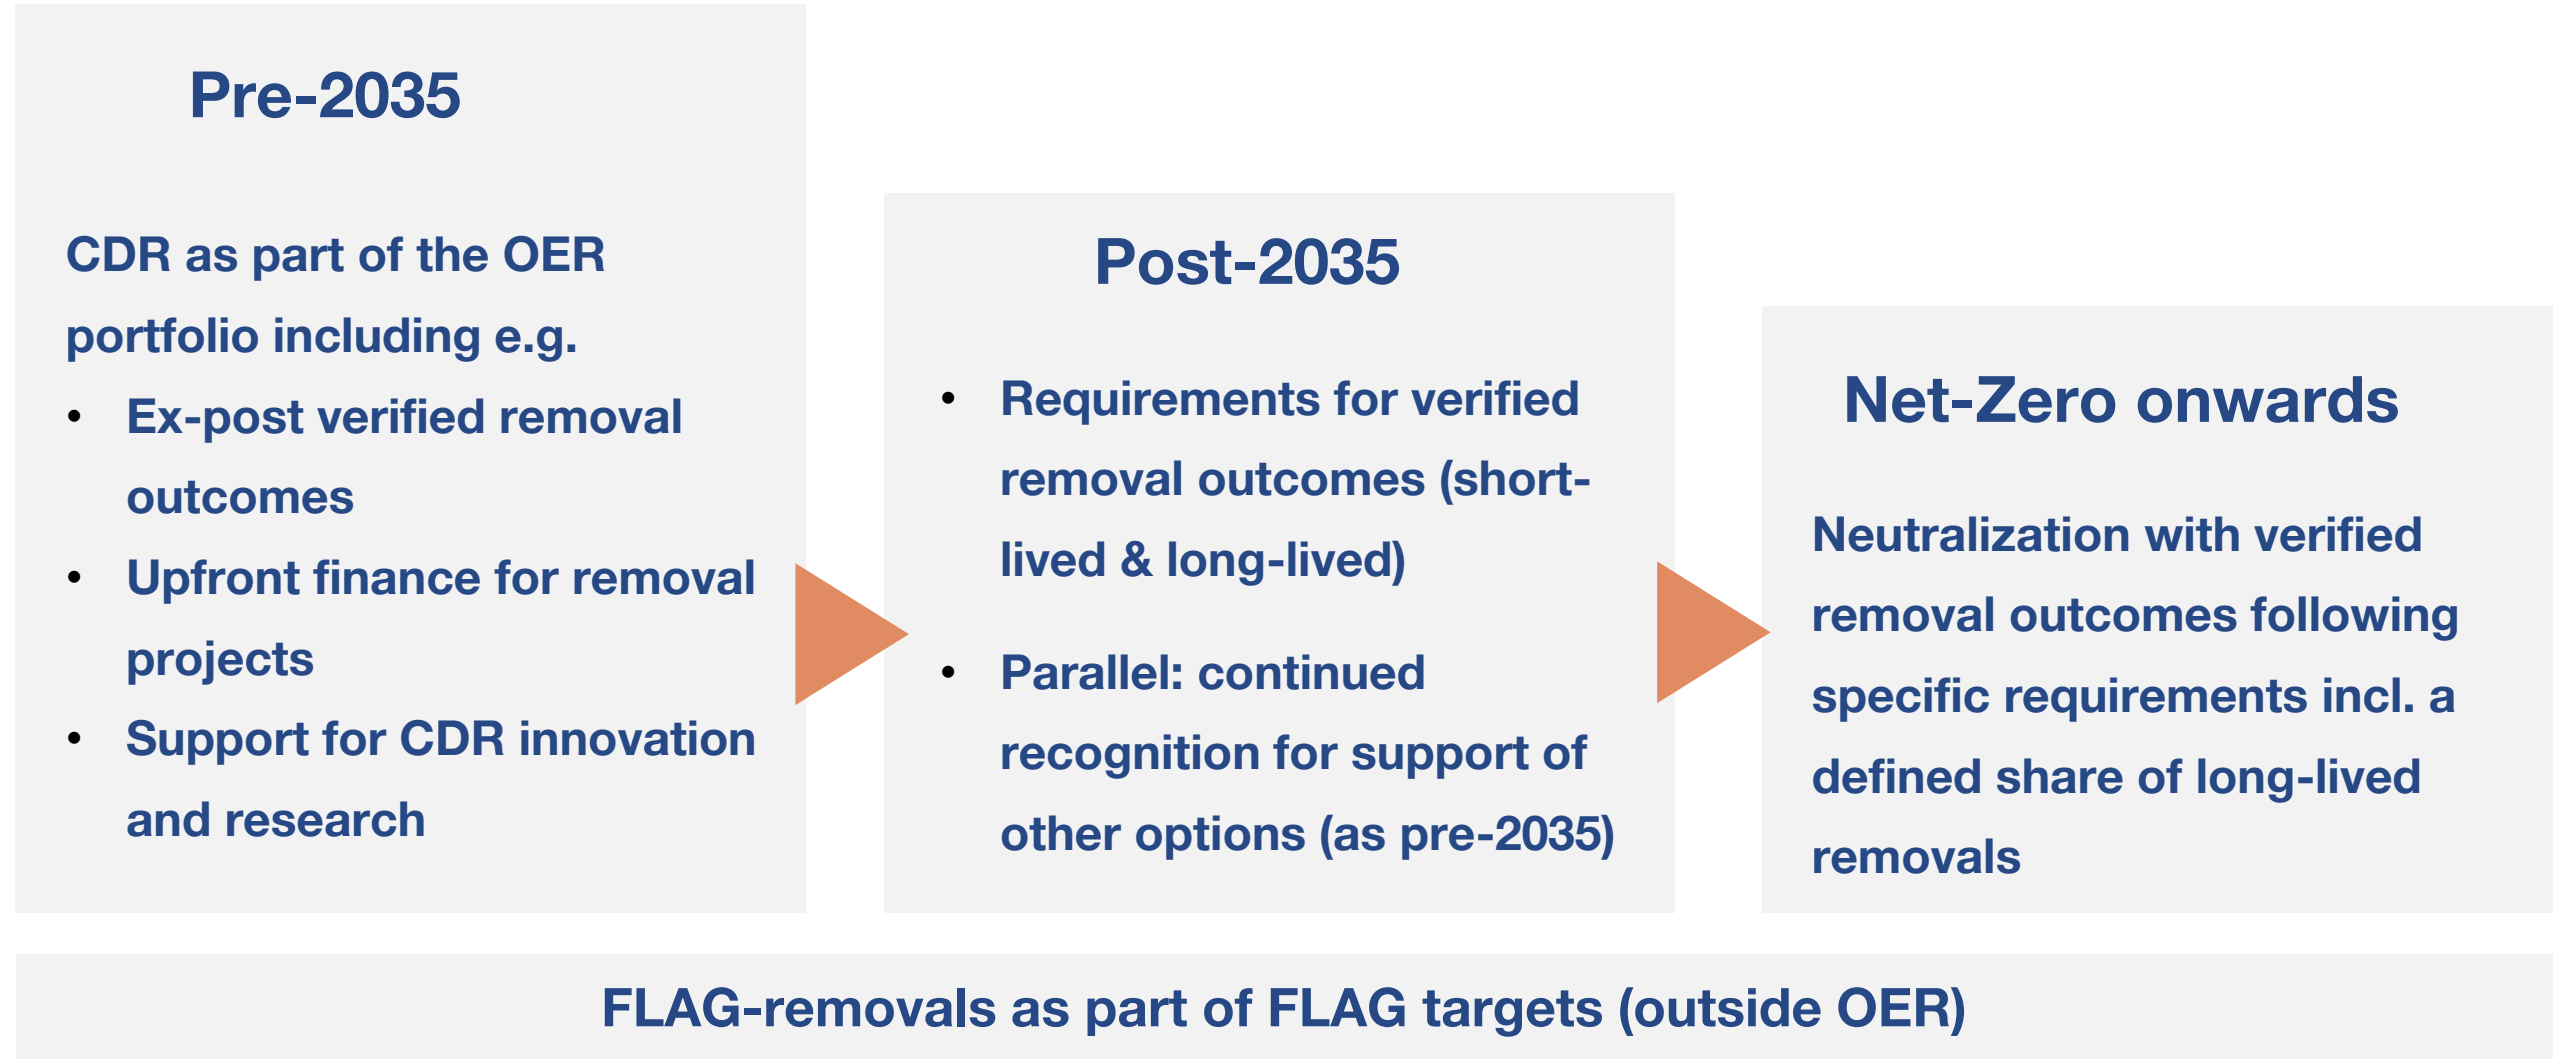 Pre-2035
CDR as part of the OER
portfolio including e.g.
• Ex-post verified removal
outcomes
• Upfront finance for removal
projects
• Support for CDR innovation
and research
Post-2035
• Requirements for verified
removal outcomes (short-
lived & long-lived)
• Parallel: continued
recognition for support of
other options (as pre-2035)
Net-Zero onwards
Neutralization with verified
removal outcomes following
specific requirements incl. a
defined share of long-lived
removals
FLAG-removals as part of FLAG targets (outside OER)